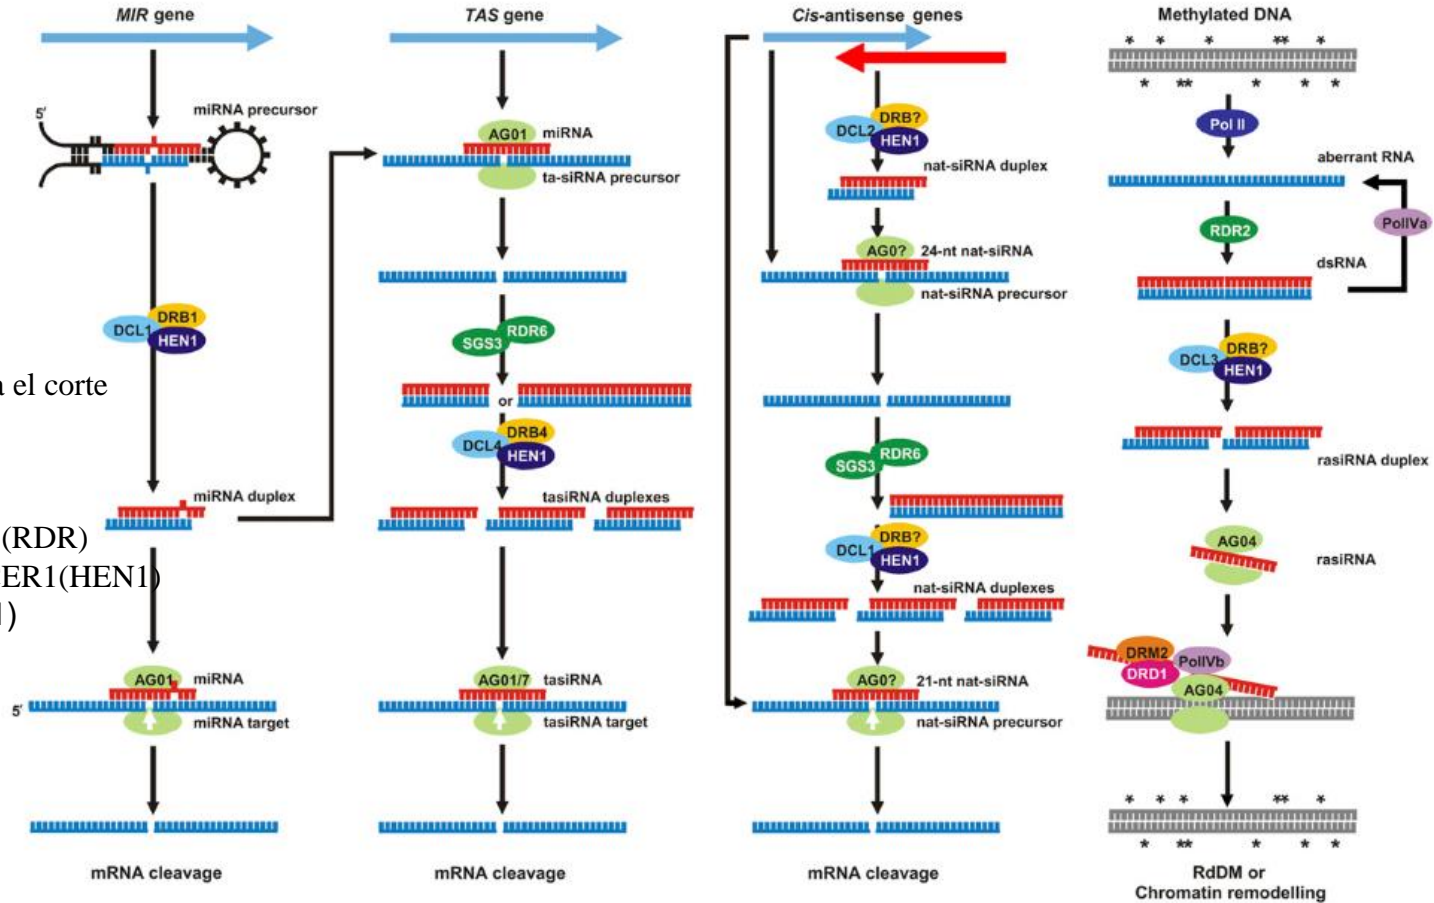 MIR gene
5'
miRNA precursor
DCL1
DRB1
HEN1
a el corte
miRNA duplex
(RDR)
ER1(HEN1)
)
AG01
miRNA
5'
miRNA target
mRNA cleavage
TAS gene
AG01
miRNA
ta-siRNA precursor
SGS3
RDR6
or
DCL4
DRB4
HEN1
tasiRNA duplexes
AG01/7
tasiRNA
tasiRNA target
mRNA cleavage
Cis-antisense genes
DCL2
DRB?
HEN1
nat-siRNA duplex
AG0?
24-nt nat-siRNA
nat-siRNA precursor
SGS3
RDR6
DCL1
DRB?
HEN1
nat-siRNA duplexes
AG0?
21-nt nat-siRNA
nat-siRNA precursor
mRNA cleavage
Methylated DNA
* * * ** *
* ** * * *
Pol II
aberrant RNA
PolIVa
RDR2
dsRNA
DCL3
DRB?
HEN1
rasiRNA duplex
AG04
rasiRNA
DRM2
DRD1
PolIVb
AG04
* * * ** *
* ** * * *
RdDM or
Chromatin remodelling